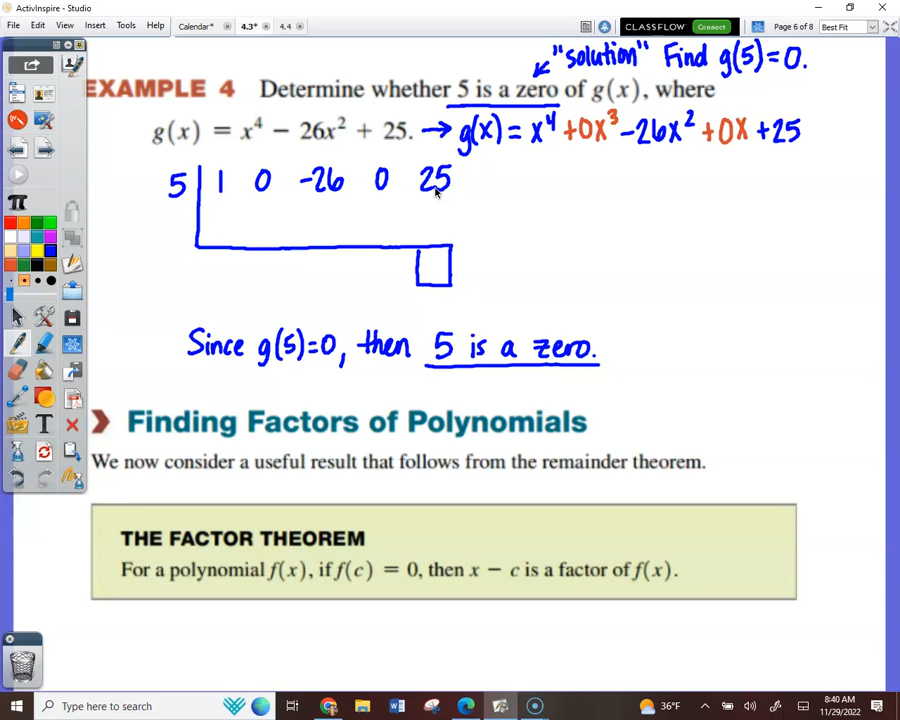 ActivInspire - Studio
File Edit View Insert Tools Help
Calendar* 4.3* 4.4
CLASSFLOW Connect
Page 6 of 8
Best Fit
"solution" Find g(5)=0.
EXAMPLE 4 Determine whether 5 is a zero of g(x), where
g(x) = x⁴ − 26x² + 25. → g(x) = x⁴ +0x³ -26x² +0x +25
5 1 0 -26 0 25
Since g(5)=0, then 5 is a zero.
Finding Factors of Polynomials
We now consider a useful result that follows from the remainder theorem.
THE FACTOR THEOREM
For a polynomial f(x), if f(c) = 0, then x − c is a factor of f(x).
Type here to search
36°F
8:40 AM
11/29/2022